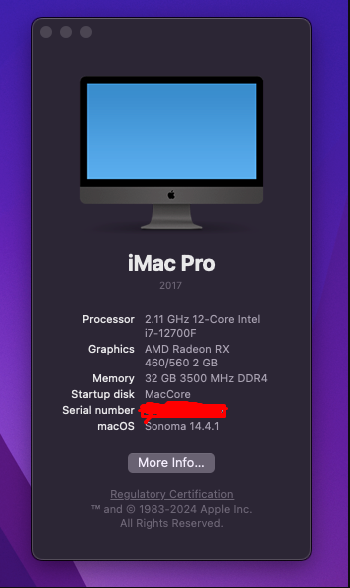 iMac Pro
2017
Processor 2.11 GHz 12-Core Intel
i7-12700F
Graphics AMD Radeon RX
460/560 2 GB
Memory 32 GB 3500 MHz DDR4
Startup disk MacCore
Serial number
macOS Sonoma 14.4.1
More Info...
Regulatory Certification
™ and © 1983-2024 Apple Inc.
All Rights Reserved.